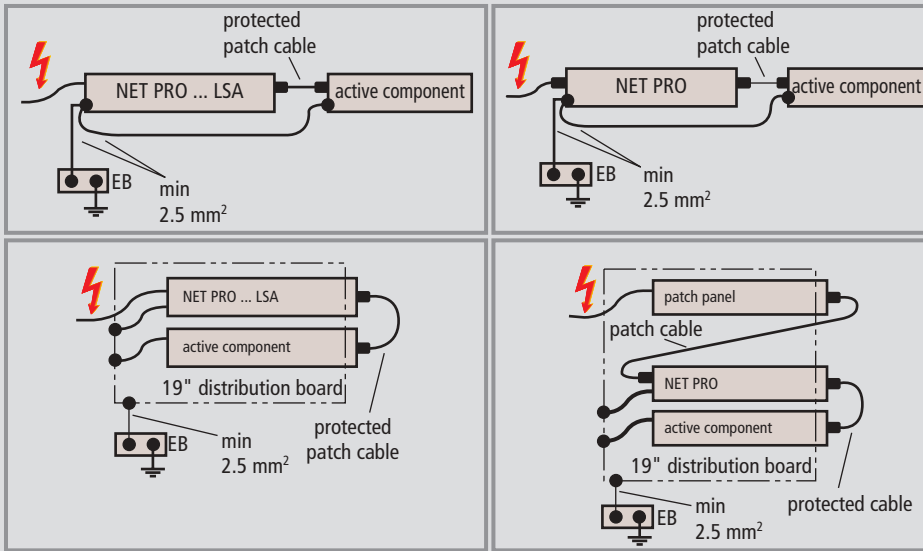 protected
patch cable
NET PRO ... LSA
active component
EB
min
2.5 mm²
protected
patch cable
NET PRO
active component
EB
min
2.5 mm²
NET PRO ... LSA
active component
19" distribution board
EB
min
2.5 mm²
protected
patch cable
patch panel
patch cable
NET PRO
active component
19" distribution board
protected cable
EB
min
2.5 mm²